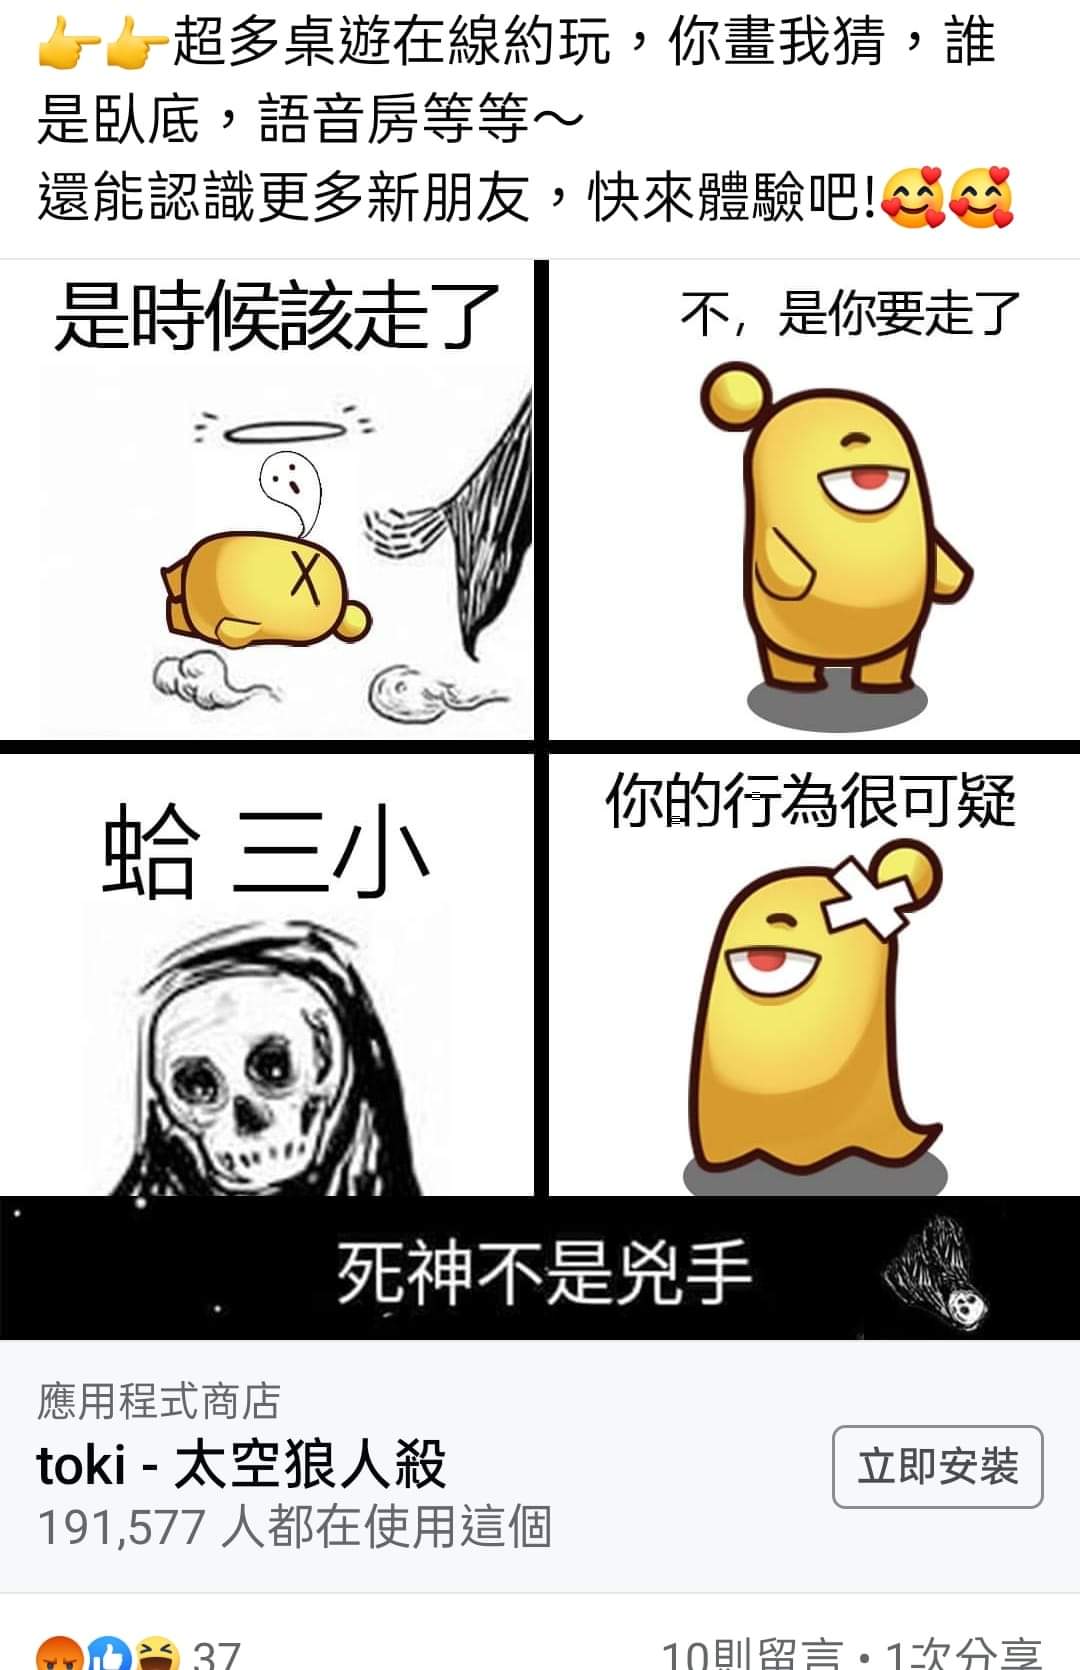 👉👉超多桌遊在線約玩，你畫我猜，誰
是臥底，語音房等等～
還能認識更多新朋友，快來體驗吧!🥰🥰
是時候該走了
不，是你要走了
蛤 三小
你的行為很可疑
死神不是兇手
應用程式商店
toki - 太空狼人殺
191,577 人都在使用這個
立即安裝
37
10則留言 • 1次分享